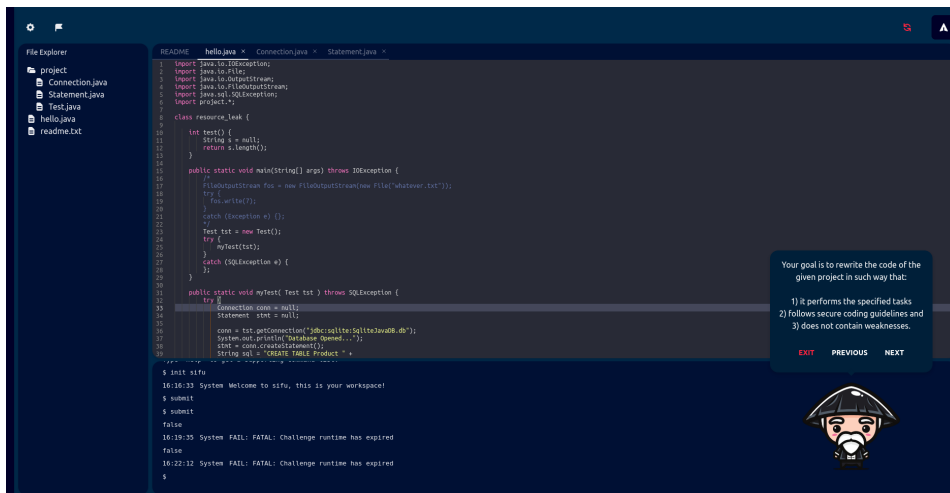 File Explorer
project
Connection.java
Statement.java
Test.java
hello.java
readme.txt
README hello.java × Connection.java × Statement.java ×
1 import java.io.IOException;
2 import java.io.File;
3 import java.io.OutputStream;
4 import java.io.FileOutputStream;
5 import java.sql.SQLException;
6 import project.*;
7
8 class resource_leak {
9
10 int test() {
11 String s = null;
12 return s.length();
13 }
14
15 public static void main(String[] args) throws IOException {
16 /*
17 FileOutputStream fos = new FileOutputStream(new File("whatever.txt"));
18 try {
19 fos.write(7);
20 }
21 catch (Exception e) {};
22 */
23 Test tst = new Test();
24 try {
25 myTest(tst);
26 }
27 catch (SQLException e) {
28 };
29 }
30
31 public static void myTest( Test tst ) throws SQLException {
32 try {
33 Connection conn = null;
34 Statement stmt = null;
35
36 conn = tst.getConnection("jdbc:sqlite:SqliteJavaDB.db");
37 System.out.println("Database Opened...");
38 stmt = conn.createStatement();
39 String sql = "CREATE TABLE Product " +
$ init sifu
16:16:33 System Welcome to sifu, this is your workspace!
$ submit
$ submit
false
16:19:35 System FAIL: FATAL: Challenge runtime has expired
false
16:22:12 System FAIL: FATAL: Challenge runtime has expired
$
Your goal is to rewrite the code of the
given project in such way that:
1) it performs the specified tasks
2) follows secure coding guidelines and
3) does not contain weaknesses.
EXIT PREVIOUS NEXT